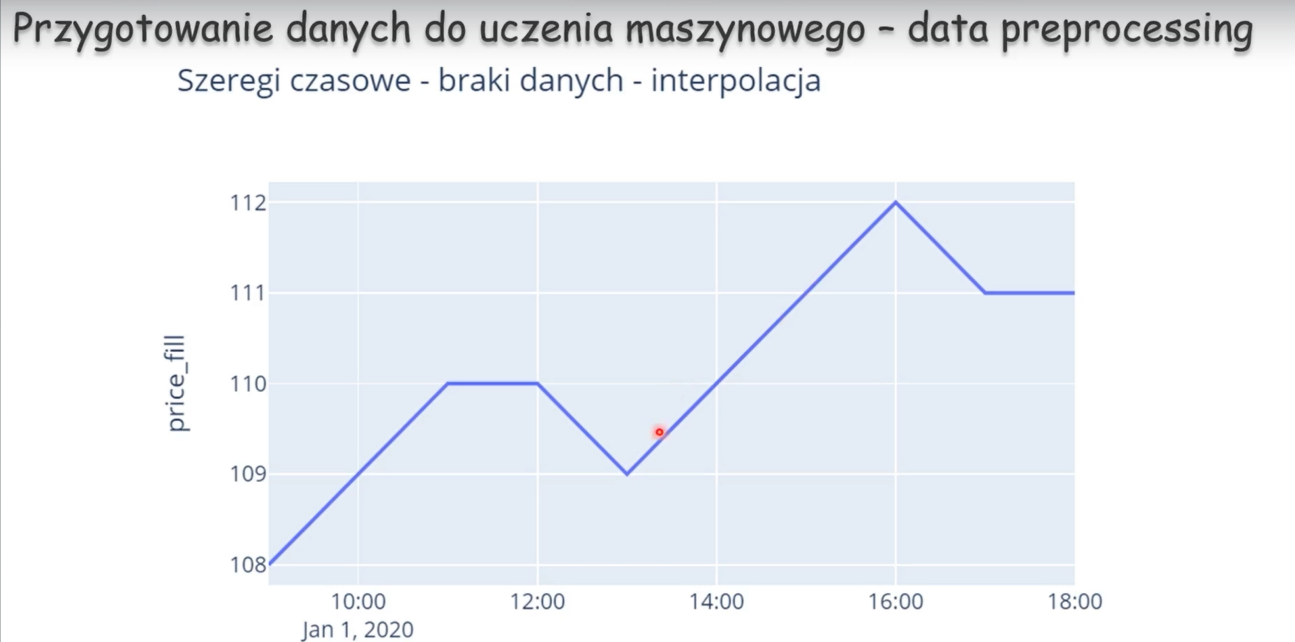 Przygotowanie danych do uczenia maszynowego – data preprocessing
Szeregi czasowe - braki danych - interpolacja
112
111
110
109
108
price_fill
10:00 12:00 14:00 16:00 18:00
Jan 1, 2020